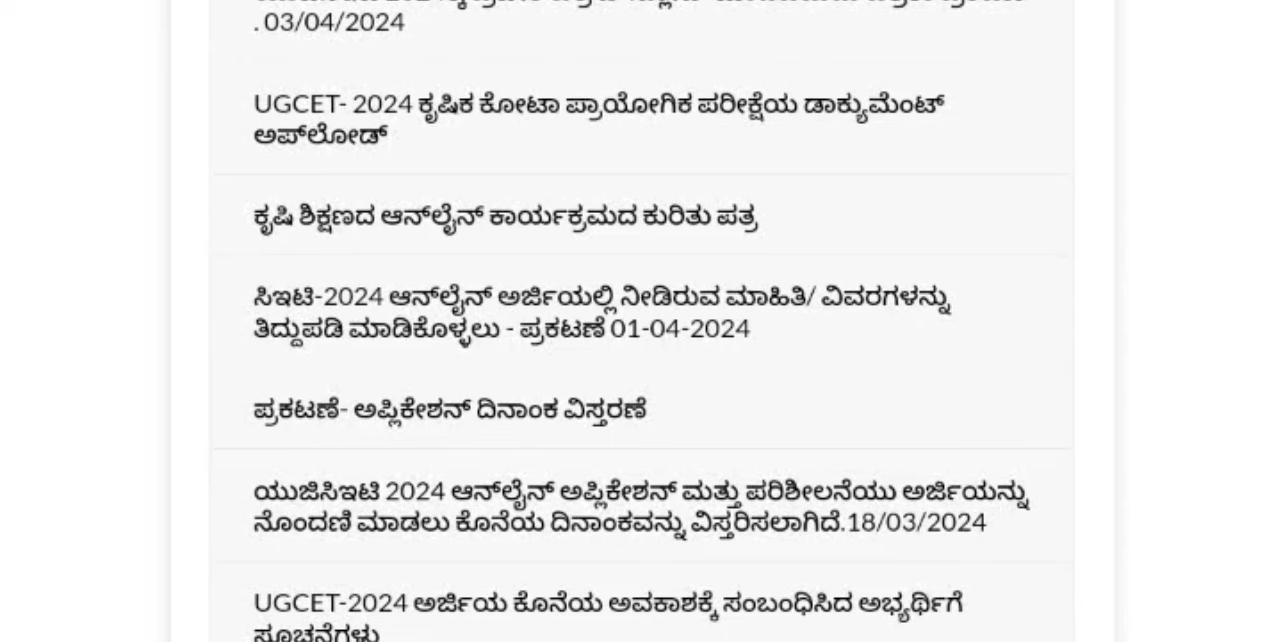 . 03/04/2024
UGCET- 2024 ಕೃಷಿಕ ಕೋಟಾ ಪ್ರಾಯೋಗಿಕ ಪರೀಕ್ಷೆಯ ಡಾಕ್ಯುಮೆಂಟ್
ಅಪ್‌ಲೋಡ್
ಕೃಷಿ ಶಿಕ್ಷಣದ ಆನ್‌ಲೈನ್ ಕಾರ್ಯಕ್ರಮದ ಕುರಿತು ಪತ್ರ
ಸಿಇಟಿ-2024 ಆನ್‌ಲೈನ್ ಅರ್ಜಿಯಲ್ಲಿ ನೀಡಿರುವ ಮಾಹಿತಿ/ ವಿವರಗಳನ್ನು
ತಿದ್ದುಪಡಿ ಮಾಡಿಕೊಳ್ಳಲು - ಪ್ರಕಟಣೆ 01-04-2024
ಪ್ರಕಟಣೆ- ಅಪ್ಲಿಕೇಶನ್ ದಿನಾಂಕ ವಿಸ್ತರಣೆ
ಯುಜಿಸಿಇಟಿ 2024 ಆನ್‌ಲೈನ್ ಅಪ್ಲಿಕೇಶನ್ ಮತ್ತು ಪರಿಶೀಲನೆಯು ಅರ್ಜಿಯನ್ನು
ನೊಂದಣಿ ಮಾಡಲು ಕೊನೆಯ ದಿನಾಂಕವನ್ನು ವಿಸ್ತರಿಸಲಾಗಿದೆ.18/03/2024
UGCET-2024 ಅರ್ಜಿಯ ಕೊನೆಯ ಅವಕಾಶಕ್ಕೆ ಸಂಬಂಧಿಸಿದ ಅಭ್ಯರ್ಥಿಗೆ
ಸೂಚನೆಗಳು